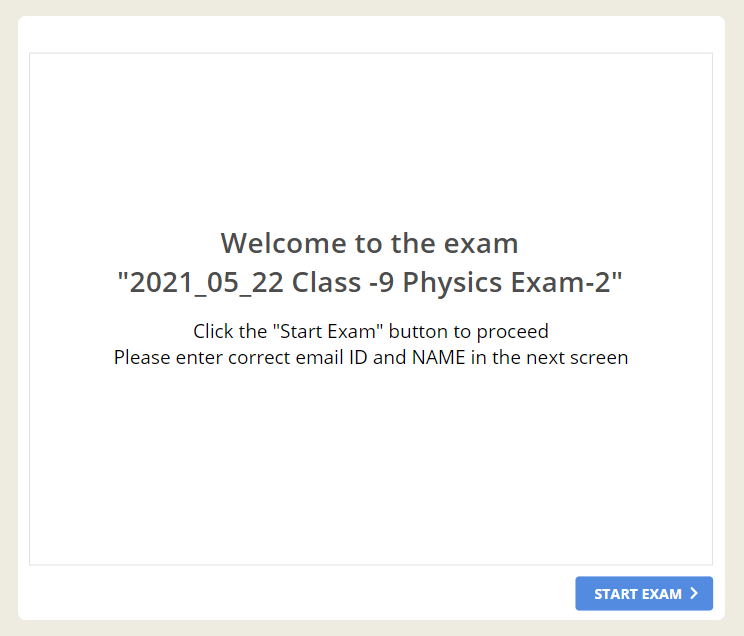 Welcome to the exam
"2021_05_22 Class -9 Physics Exam-2"
Click the "Start Exam" button to proceed
Please enter correct email ID and NAME in the next screen
START EXAM